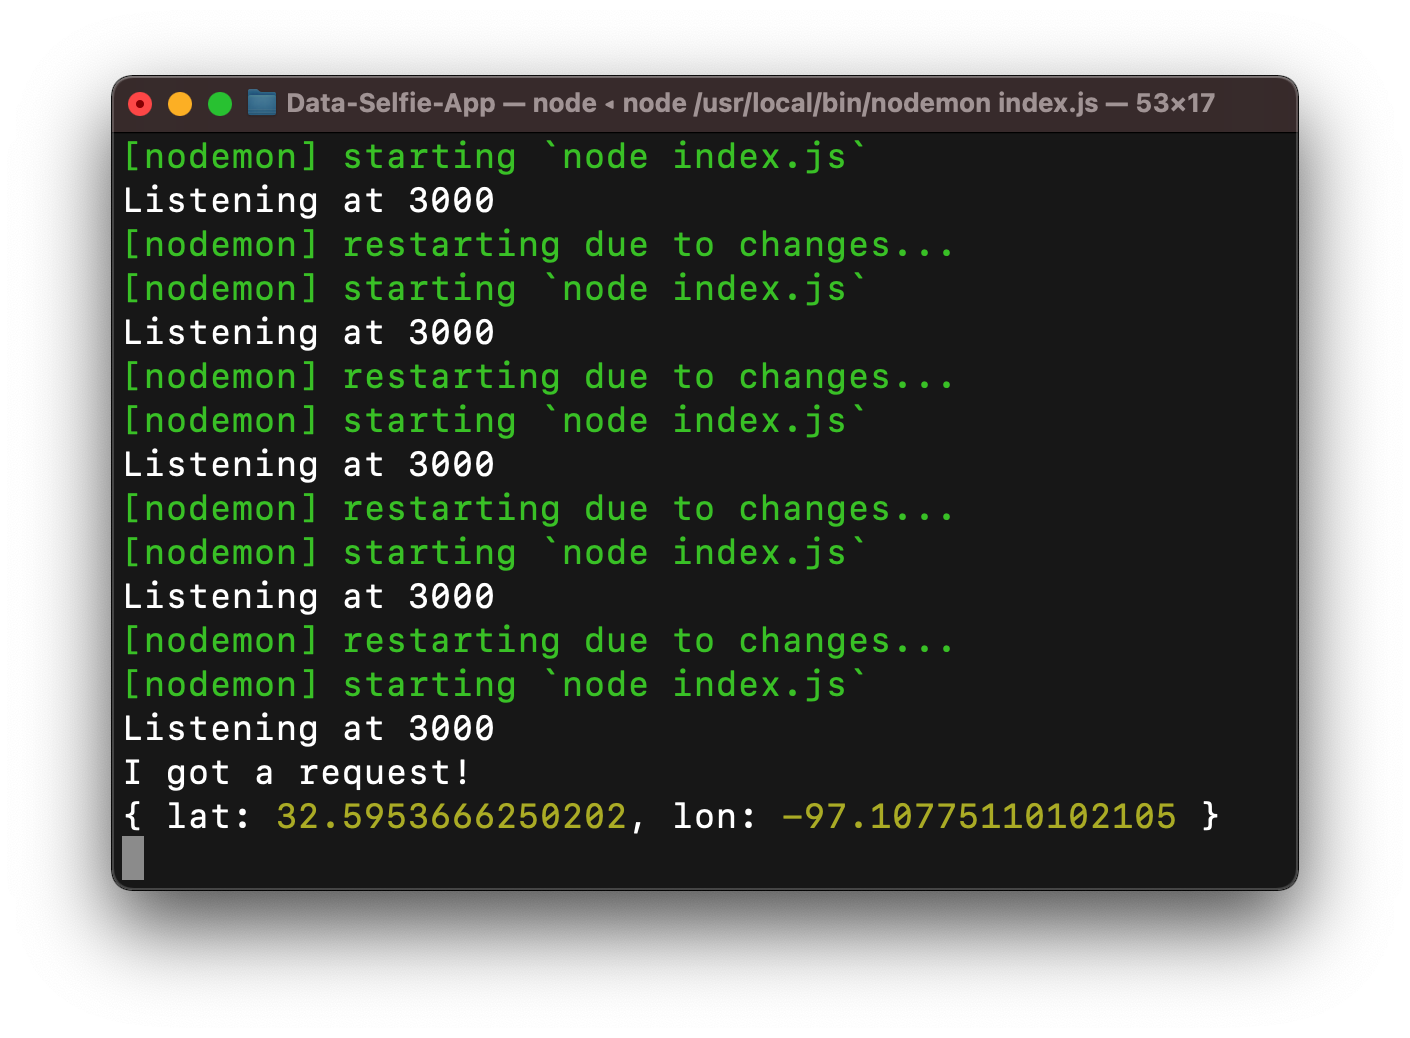 Data-Selfie-App — node ◂ node /usr/local/bin/nodemon index.js — 53×17
[nodemon] starting `node index.js`
Listening at 3000
[nodemon] restarting due to changes...
[nodemon] starting `node index.js`
Listening at 3000
[nodemon] restarting due to changes...
[nodemon] starting `node index.js`
Listening at 3000
[nodemon] restarting due to changes...
[nodemon] starting `node index.js`
Listening at 3000
[nodemon] restarting due to changes...
[nodemon] starting `node index.js`
Listening at 3000
I got a request!
{ lat: 32.5953666250202, lon: -97.10775110102105 }